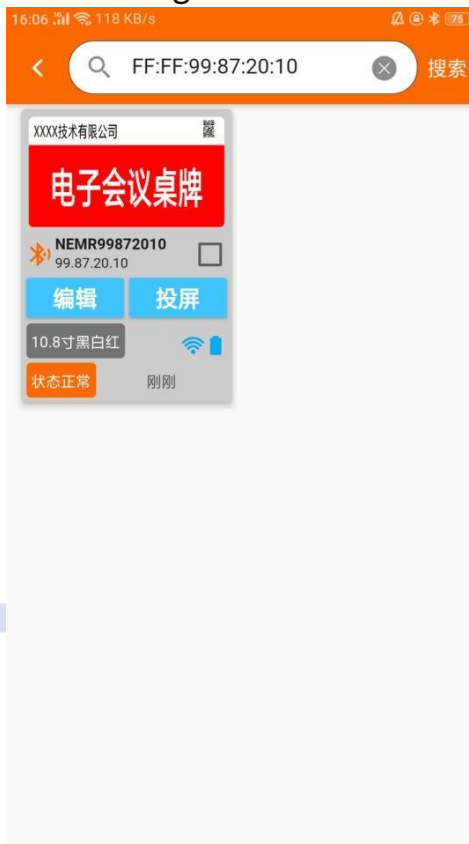 16:06 118 KB/s 75
FF:FF:99:87:20:10 搜索
XXXX技术有限公司
电子会议桌牌
NEMR99872010
99.87.20.10
编辑 投屏
10.8寸黑白红
状态正常 刚刚